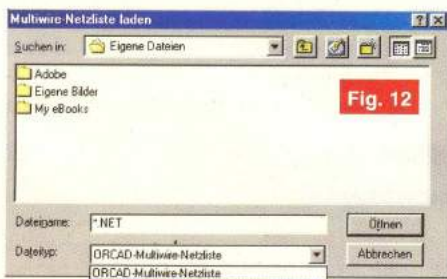 Multiwire-Netzliste laden
Suchen in: Eigene Dateien
Adobe
Eigene Bilder
My eBooks
Fig. 12
Dateiname: *.NET Öffnen
Dateityp: ORCAD-Multiwire-Netzliste Abbrechen
ORCAD-Multiwire-Netzliste